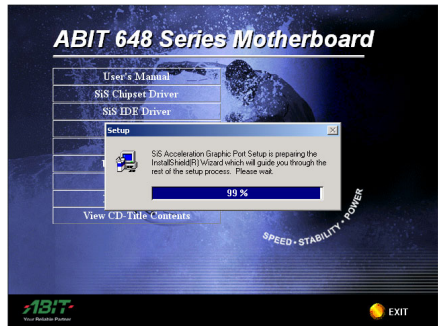 ABIT 648 Series Motherboard
User's Manual
SiS Chipset Driver
SiS IDE Driver
Setup
SiS Acceleration Graphic Port Setup is preparing the
InstallShield(R) Wizard which will guide you through the
rest of the setup process. Please wait.
99 %
View CD-Title Contents
SPEED • STABILITY • POWER
ABIT
Your Reliable Partner
EXIT